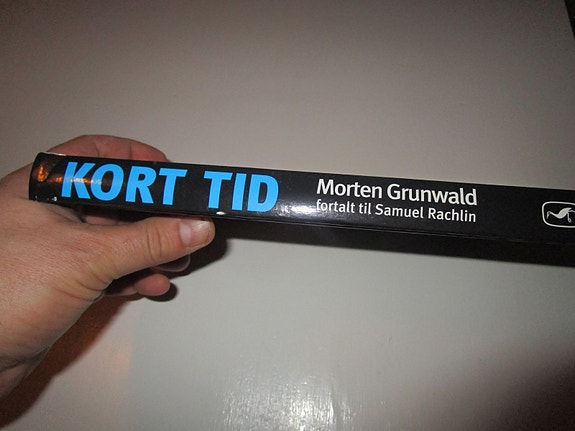 KORT TID
Morten Grunwald
fortalt til Samuel Rachlin